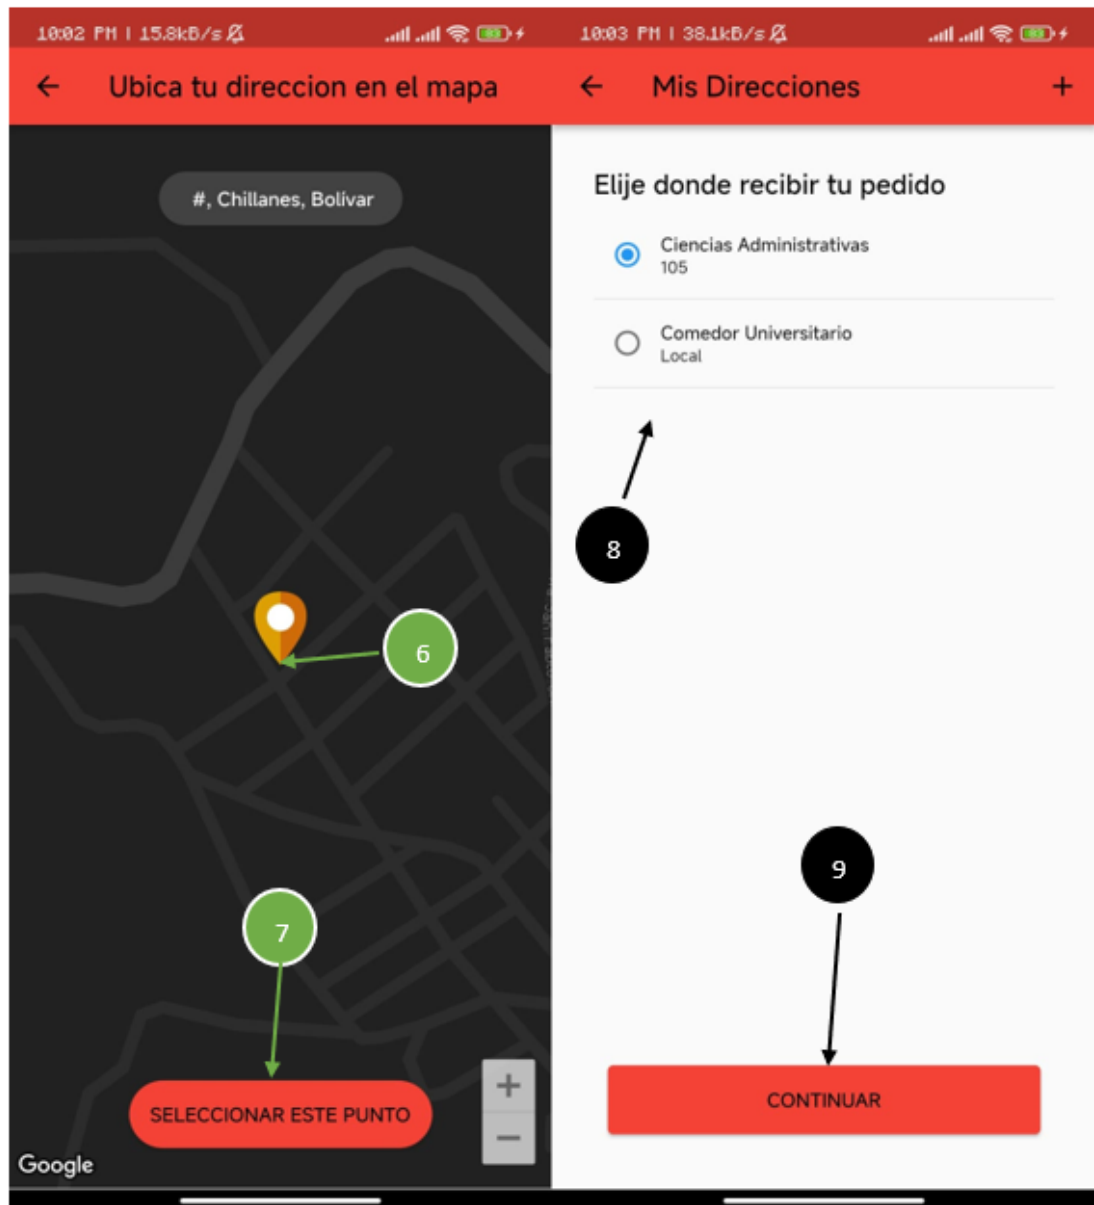 10:02 PM | 15.8kB/s
Ubica tu direccion en el mapa
#, Chillanes, Bolívar
6
7
SELECCIONAR ESTE PUNTO
+
−
Google
10:03 PM | 38.1kB/s
Mis Direcciones +
Elije donde recibir tu pedido
Ciencias Administrativas
105
Comedor Universitario
Local
8
9
CONTINUAR